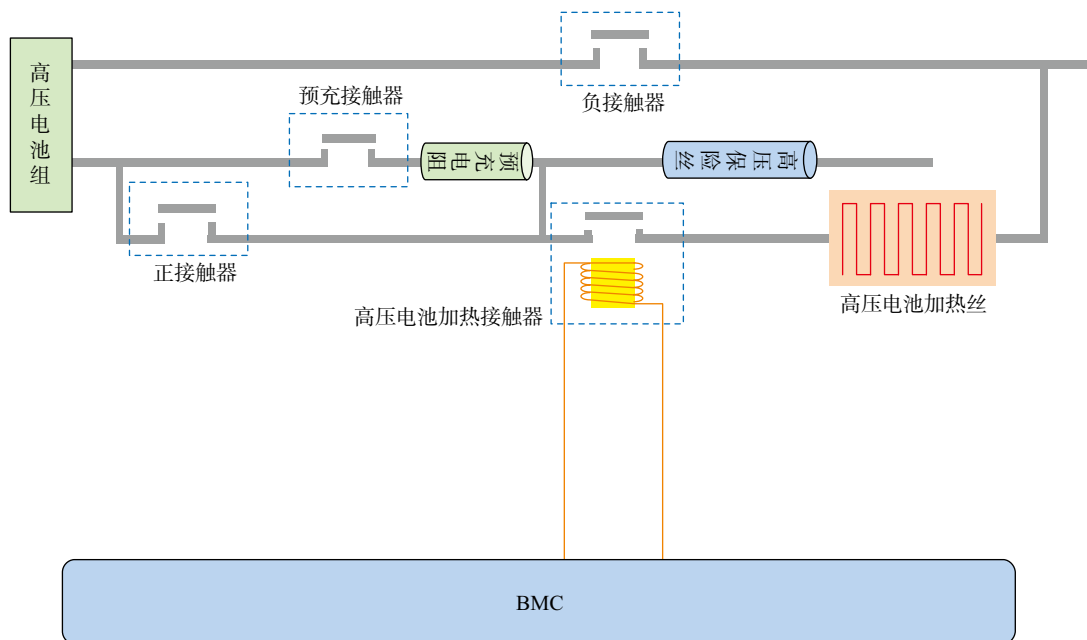 高压电池组
预充接触器
负接触器
预充电阻
高压保险丝
正接触器
高压电池加热接触器
高压电池加热丝
BMC